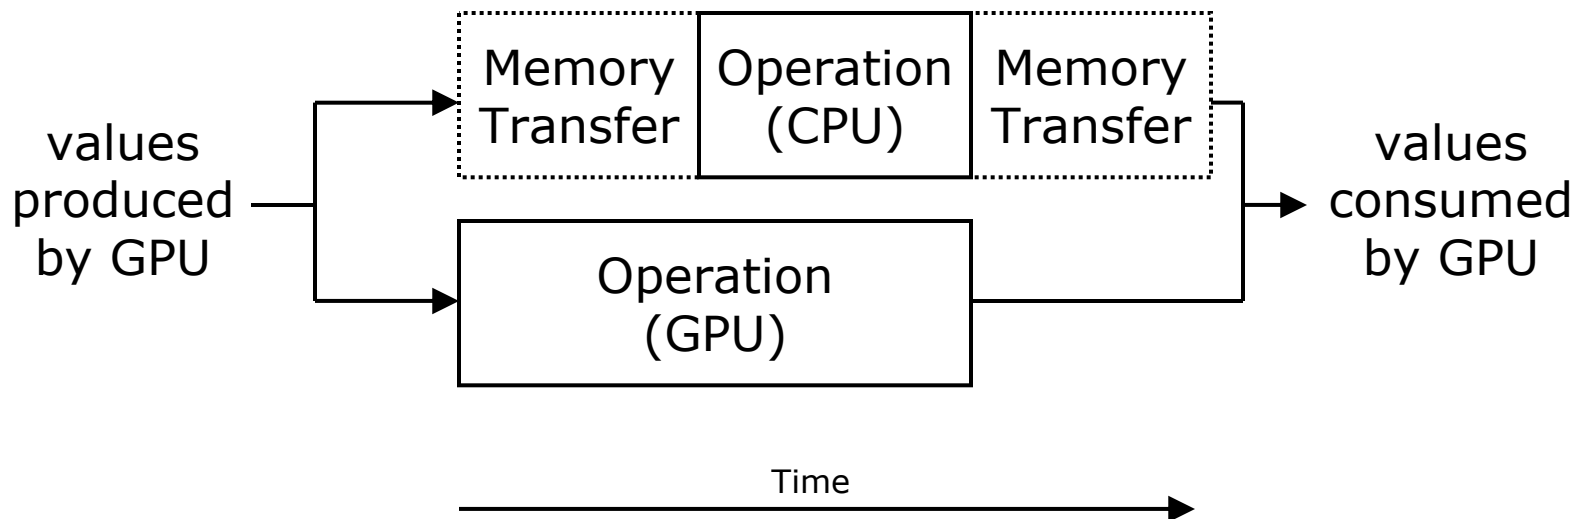 values
produced
by GPU
Memory
Transfer
Operation
(CPU)
Memory
Transfer
Operation
(GPU)
values
consumed
by GPU
Time